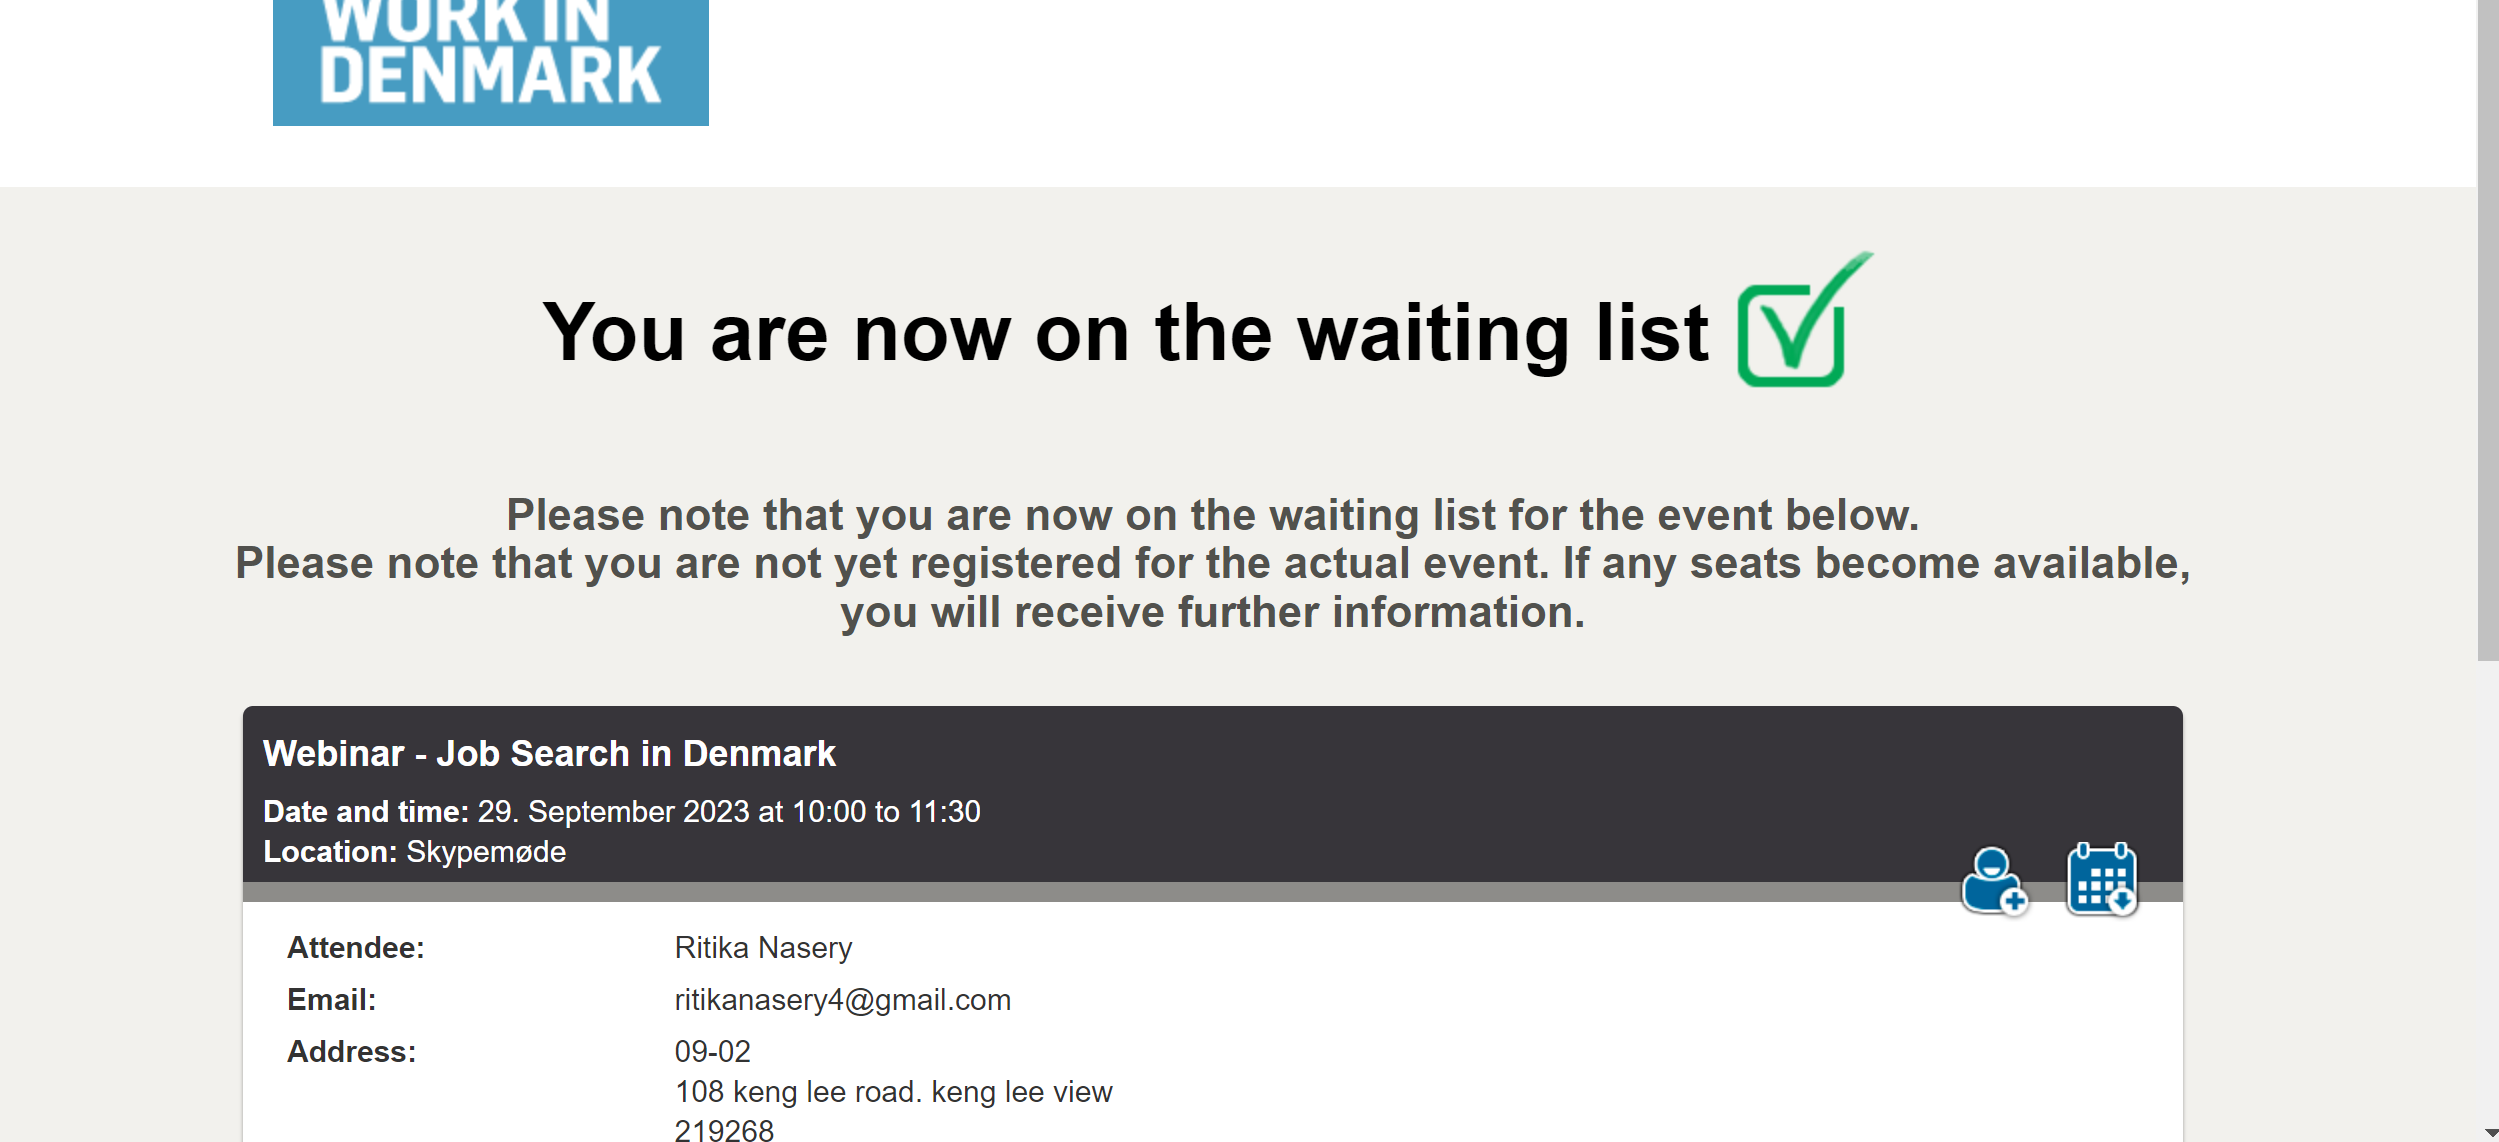 WORK IN
DENMARK
You are now on the waiting list
Please note that you are now on the waiting list for the event below.
Please note that you are not yet registered for the actual event. If any seats become available,
you will receive further information.
Webinar - Job Search in Denmark
Date and time: 29. September 2023 at 10:00 to 11:30
Location: Skypemøde
Attendee: Ritika Nasery
Email: ritikanasery4@gmail.com
Address: 09-02
108 keng lee road. keng lee view
219268